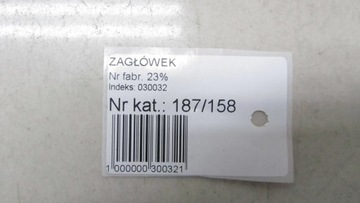 ZAGŁÓWEK
Nr fabr. 23%
Indeks: 030032
Nr kat.: 187/158
1 000000 300321